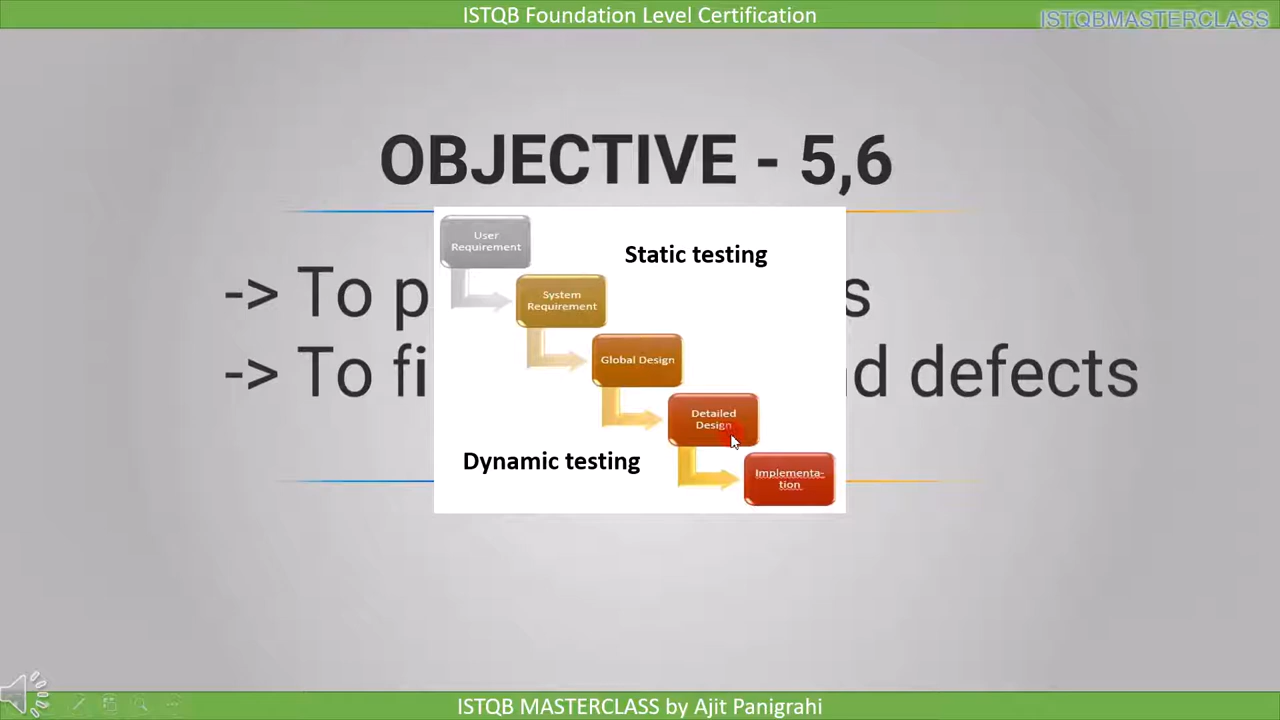 ISTQB Foundation Level Certification
ISTQBMASTERCLASS
OBJECTIVE - 5,6
User
Requirement
Static testing
-> To p
s
System
Requirement
Global Design
-> To fi
d defects
Detailed
Design
Dynamic testing
Implementa-
tion
ISTQB MASTERCLASS by Ajit Panigrahi